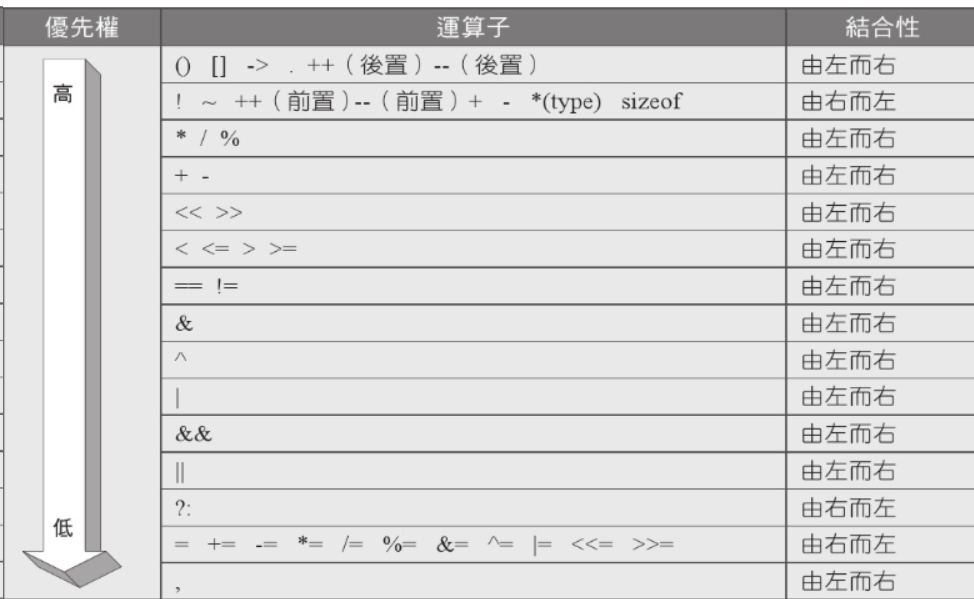 優先權 運算子 結合性
高
() [] -> . ++（後置）--（後置） 由左而右
! ~ ++（前置）--（前置）+ - *(type) sizeof 由右而左
* / % 由左而右
+ - 由左而右
<< >> 由左而右
< <= > >= 由左而右
== != 由左而右
& 由左而右
^ 由左而右
| 由左而右
&& 由左而右
|| 由左而右
?: 由右而左
低
= += -= *= /= %= &= ^= |= <<= >>= 由右而左
, 由左而右